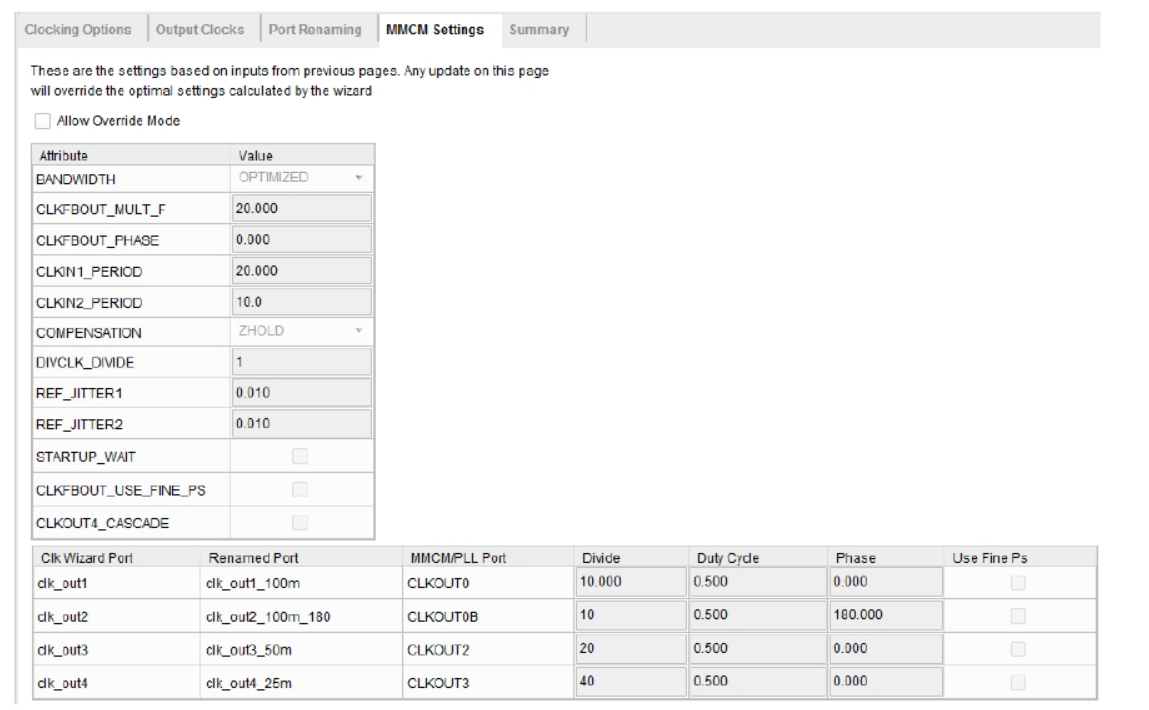 Clocking Options Output Clocks Port Renaming MMCM Settings Summary
These are the settings based on inputs from previous pages. Any update on this page
will override the optimal settings calculated by the wizard
Allow Override Mode
Attribute Value
BANDWIDTH OPTIMIZED
CLKFBOUT_MULT_F 20.000
CLKFBOUT_PHASE 0.000
CLKIN1_PERIOD 20.000
CLKIN2_PERIOD 10.0
COMPENSATION ZHOLD
DIVCLK_DIVIDE 1
REF_JITTER1 0.010
REF_JITTER2 0.010
STARTUP_WAIT
CLKFBOUT_USE_FINE_PS
CLKOUT4_CASCADE
Clk Wizard Port Renamed Port MMCM/PLL Port Divide Duty Cycle Phase Use Fine Ps
clk_out1 clk_out1_100m CLKOUT0 10.000 0.500 0.000
clk_out2 clk_out2_100m_180 CLKOUT0B 10 0.500 180.000
clk_out3 clk_out3_50m CLKOUT2 20 0.500 0.000
clk_out4 clk_out4_25m CLKOUT3 40 0.500 0.000